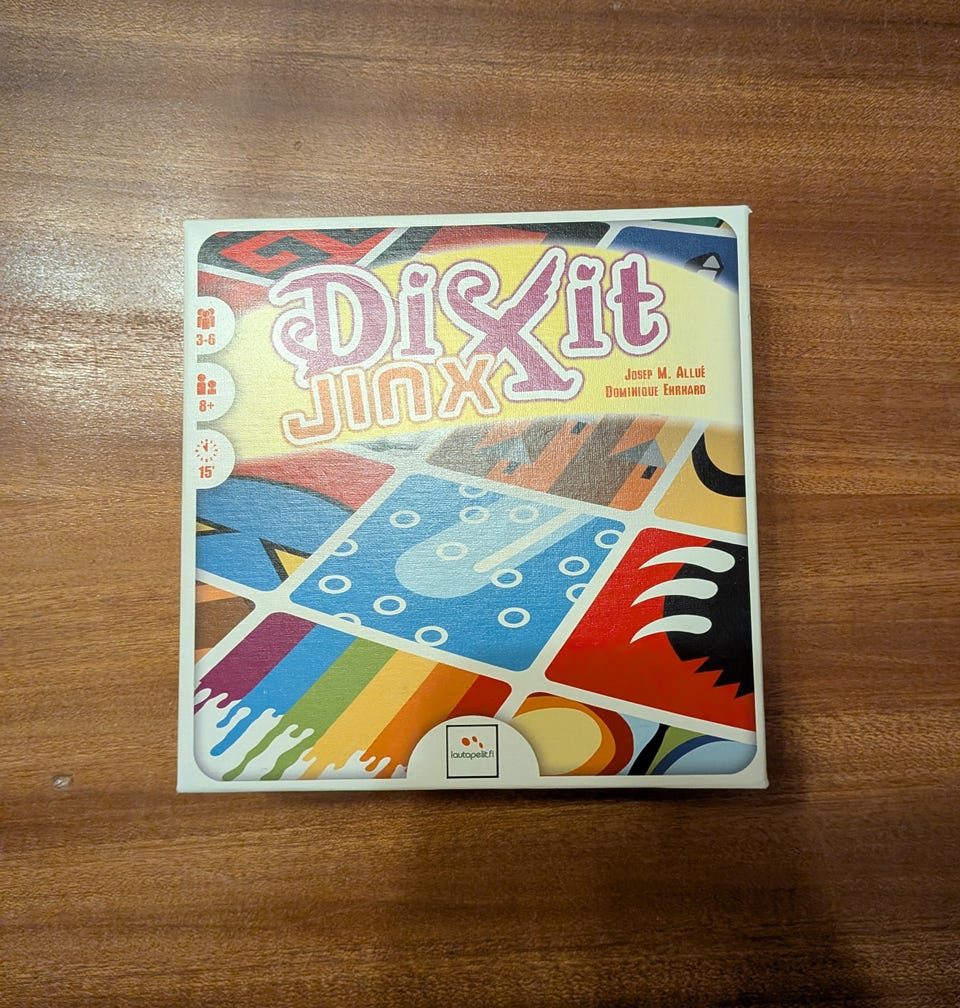 Dixit
JINX
JOSEP M. ALLUÉ
DOMINIQUE EHRHARD
3-6
8+
15'
lautapelit.fi